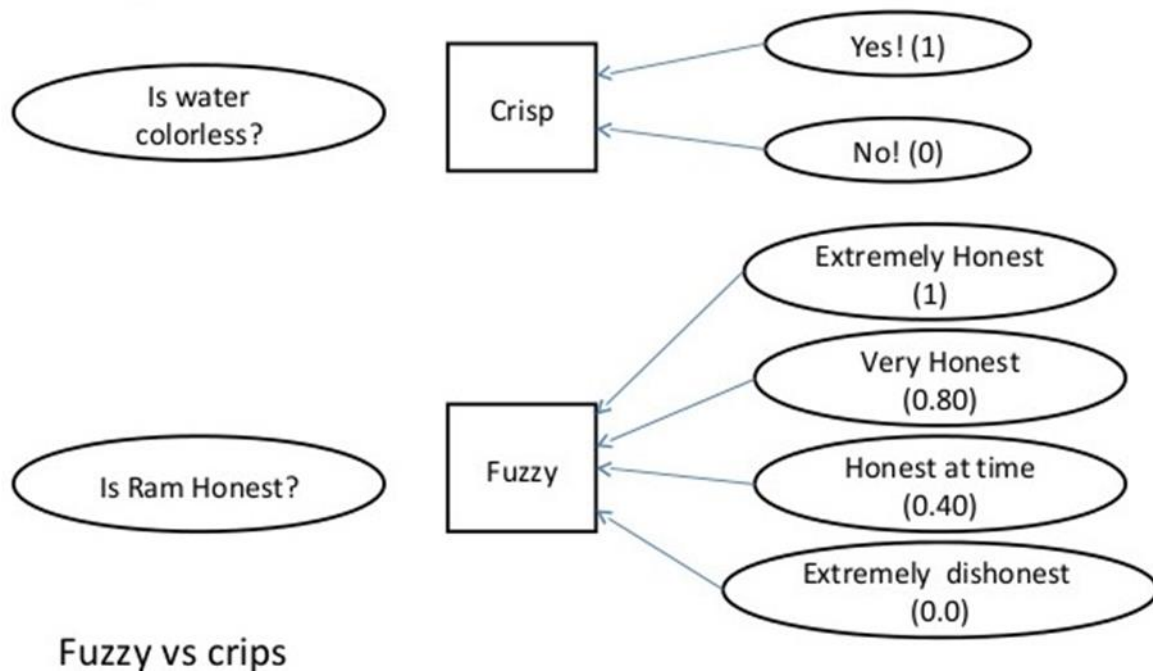 Is water
colorless?
Crisp
Yes! (1)
No! (0)
Is Ram Honest?
Fuzzy
Extremely Honest
(1)
Very Honest
(0.80)
Honest at time
(0.40)
Extremely dishonest
(0.0)
Fuzzy vs crips